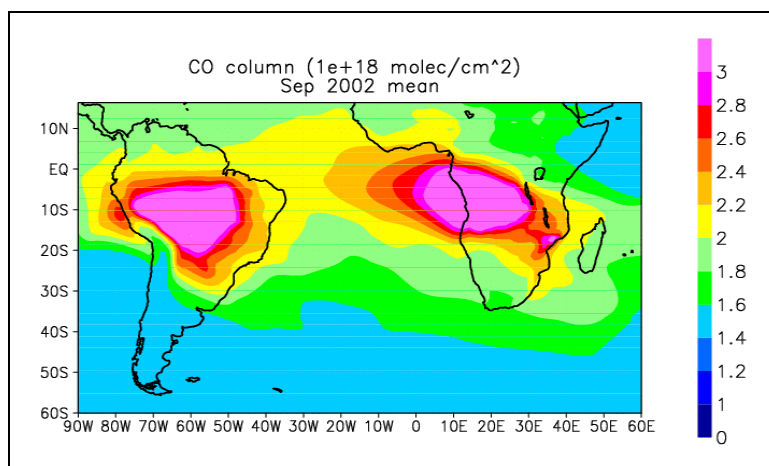 CO column (1e+18 molec/cm^2)
Sep 2002 mean
10N
EQ
10S
20S
30S
40S
50S
60S
90W 80W 70W 60W 50W 40W 30W 20W 10W 0 10E 20E 30E 40E 50E 60E
3
2.8
2.6
2.4
2.2
2
1.8
1.6
1.4
1.2
1
0